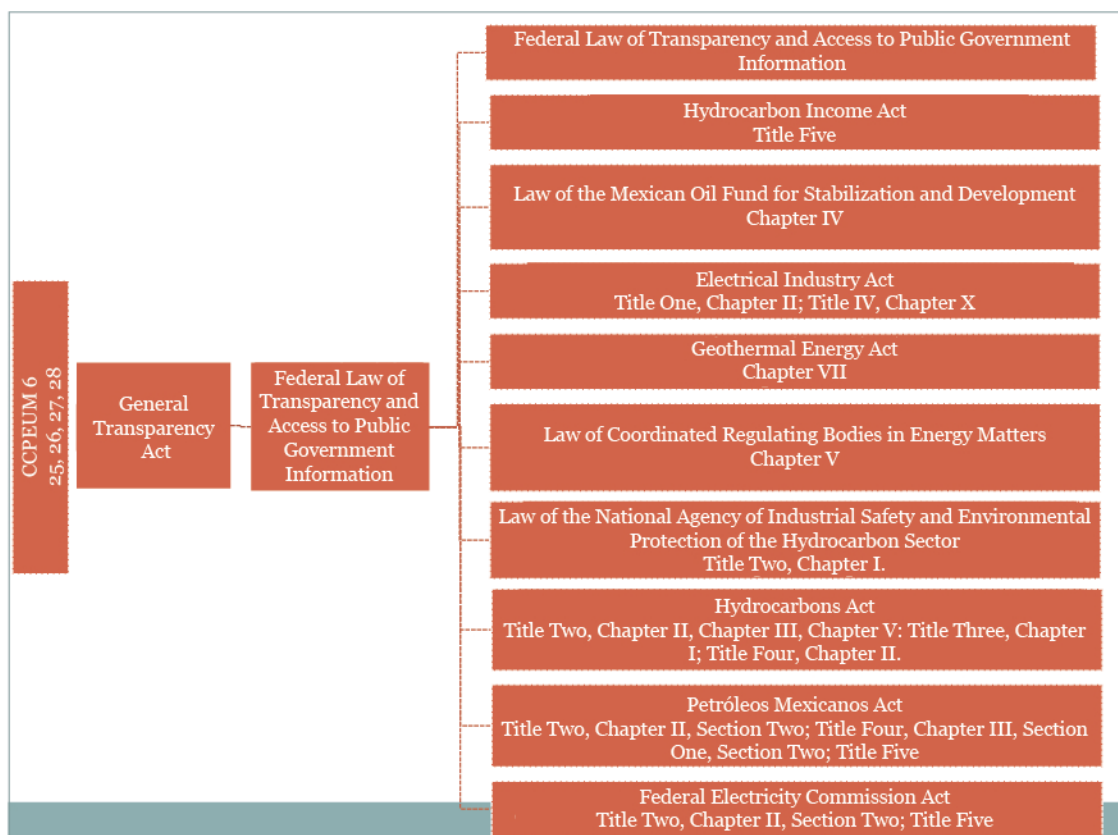 CCPEUM 6
25, 26, 27, 28
General
Transparency
Act
Federal Law of
Transparency and
Access to Public
Government
Information
Federal Law of Transparency and Access to Public Government
Information
Hydrocarbon Income Act
Title Five
Law of the Mexican Oil Fund for Stabilization and Development
Chapter IV
Electrical Industry Act
Title One, Chapter II; Title IV, Chapter X
Geothermal Energy Act
Chapter VII
Law of Coordinated Regulating Bodies in Energy Matters
Chapter V
Law of the National Agency of Industrial Safety and Environmental
Protection of the Hydrocarbon Sector
Title Two, Chapter I.
Hydrocarbons Act
Title Two, Chapter II, Chapter III, Chapter V: Title Three, Chapter
I; Title Four, Chapter II.
Petróleos Mexicanos Act
Title Two, Chapter II, Section Two; Title Four, Chapter III, Section
One, Section Two; Title Five
Federal Electricity Commission Act
Title Two, Chapter II, Section Two; Title Five